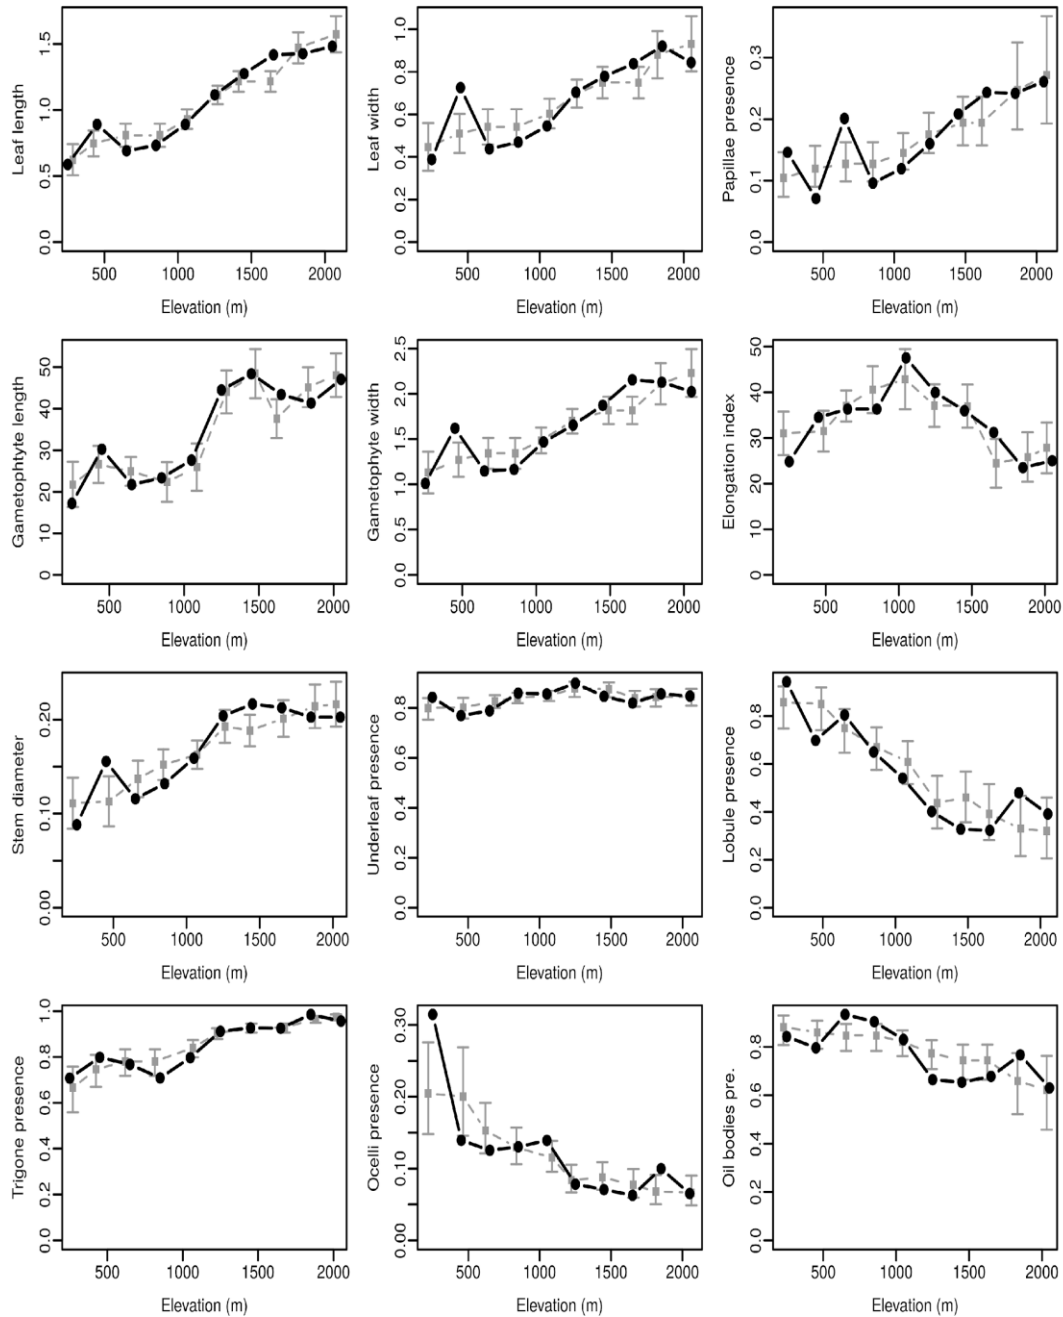 Leaf length
0.0 0.5 1.0 1.5
500 1000 1500 2000
Elevation (m)
Leaf width
0.0 0.2 0.4 0.6 0.8 1.0
500 1000 1500 2000
Elevation (m)
Papillae presence
0.0 0.1 0.2 0.3
500 1000 1500 2000
Elevation (m)
Gametophyte length
0 10 20 30 40 50
500 1000 1500 2000
Elevation (m)
Gametophyte width
0.0 0.5 1.0 1.5 2.0 2.5
500 1000 1500 2000
Elevation (m)
Elongation index
0 10 20 30 40 50
500 1000 1500 2000
Elevation (m)
Stem diameter
0.00 0.10 0.20
500 1000 1500 2000
Elevation (m)
Underleaf presence
0.0 0.2 0.4 0.6 0.8
500 1000 1500 2000
Elevation (m)
Lobule presence
0.0 0.2 0.4 0.6 0.8
500 1000 1500 2000
Elevation (m)
Trigone presence
0.0 0.2 0.4 0.6 0.8 1.0
500 1000 1500 2000
Elevation (m)
Ocelli presence
0.00 0.10 0.20 0.30
500 1000 1500 2000
Elevation (m)
Oil bodies pre.
0.0 0.2 0.4 0.6 0.8
500 1000 1500 2000
Elevation (m)